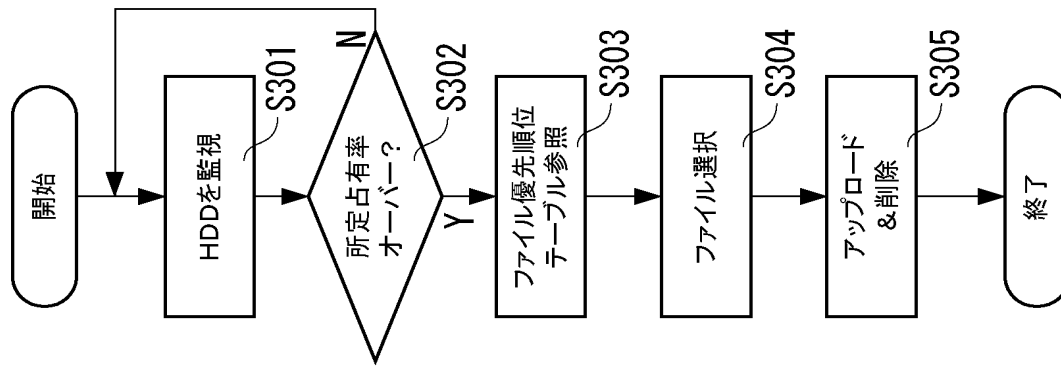 開始
HDDを監視
S301
所定占有率
オーバー?
S302
N
Y
ファイル優先順位
テーブル参照
S303
ファイル選択
S304
アップロード
&削除
S305
終了